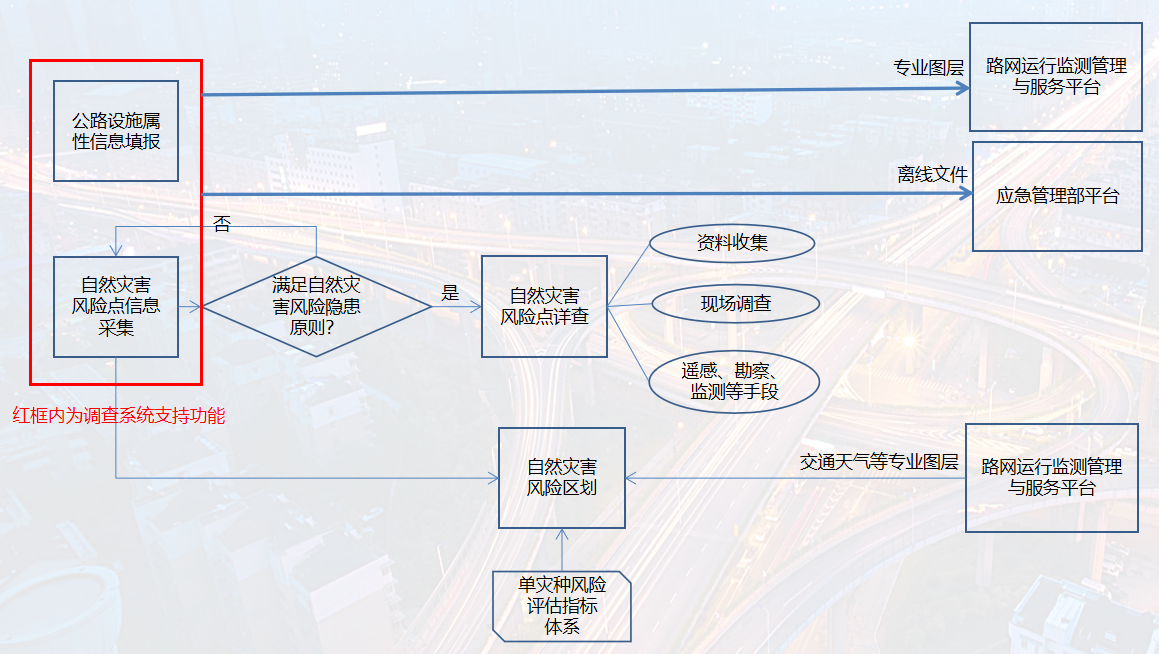 专业图层
路网运行监测管理
与服务平台
公路设施属
性信息填报
离线文件
应急管理部平台
否
资料收集
自然灾害
风险点信息
采集
满足自然灾
害风险隐患
原则?
是
自然灾害
风险点详查
现场调查
遥感、勘察、
监测等手段
红框内为调查系统支持功能
自然灾害
风险区划
交通天气等专业图层
路网运行监测管理
与服务平台
单灾种风险
评估指标
体系